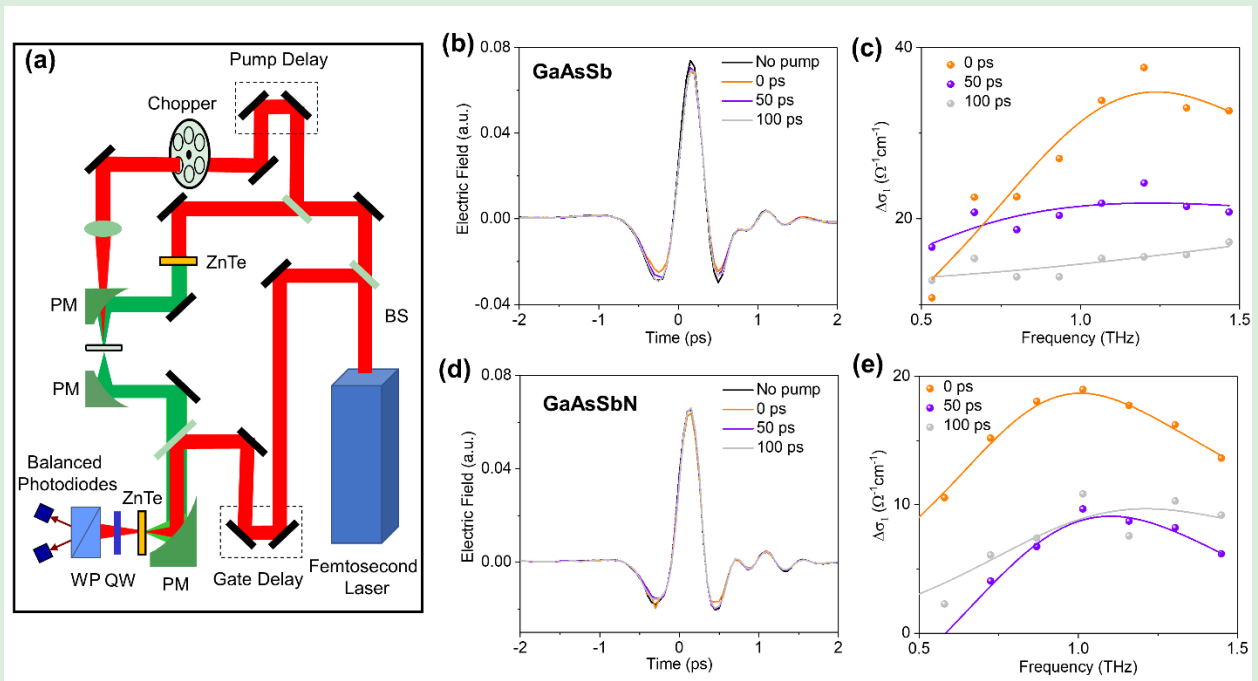 (a)
Pump Delay
Chopper
ZnTe
PM
BS
PM
Balanced
Photodiodes
ZnTe
WP QW
PM
Gate Delay
Femtosecond
Laser
(b)
GaAsSb
No pump
0 ps
50 ps
100 ps
Electric Field (a.u.)
0.08
0.04
0.00
-0.04
-2
-1
0
1
2
Time (ps)
(c)
0 ps
50 ps
100 ps
Δσ₁ (Ω⁻¹cm⁻¹)
40
20
0.5
1.0
1.5
Frequency (THz)
(d)
GaAsSbN
No pump
0 ps
50 ps
100 ps
Electric Field (a.u.)
0.08
0.04
0.00
-2
-1
0
1
2
Time (ps)
(e)
0 ps
50 ps
100 ps
Δσ₁ (Ω⁻¹cm⁻¹)
20
10
0
0.5
1.0
1.5
Frequency (THz)